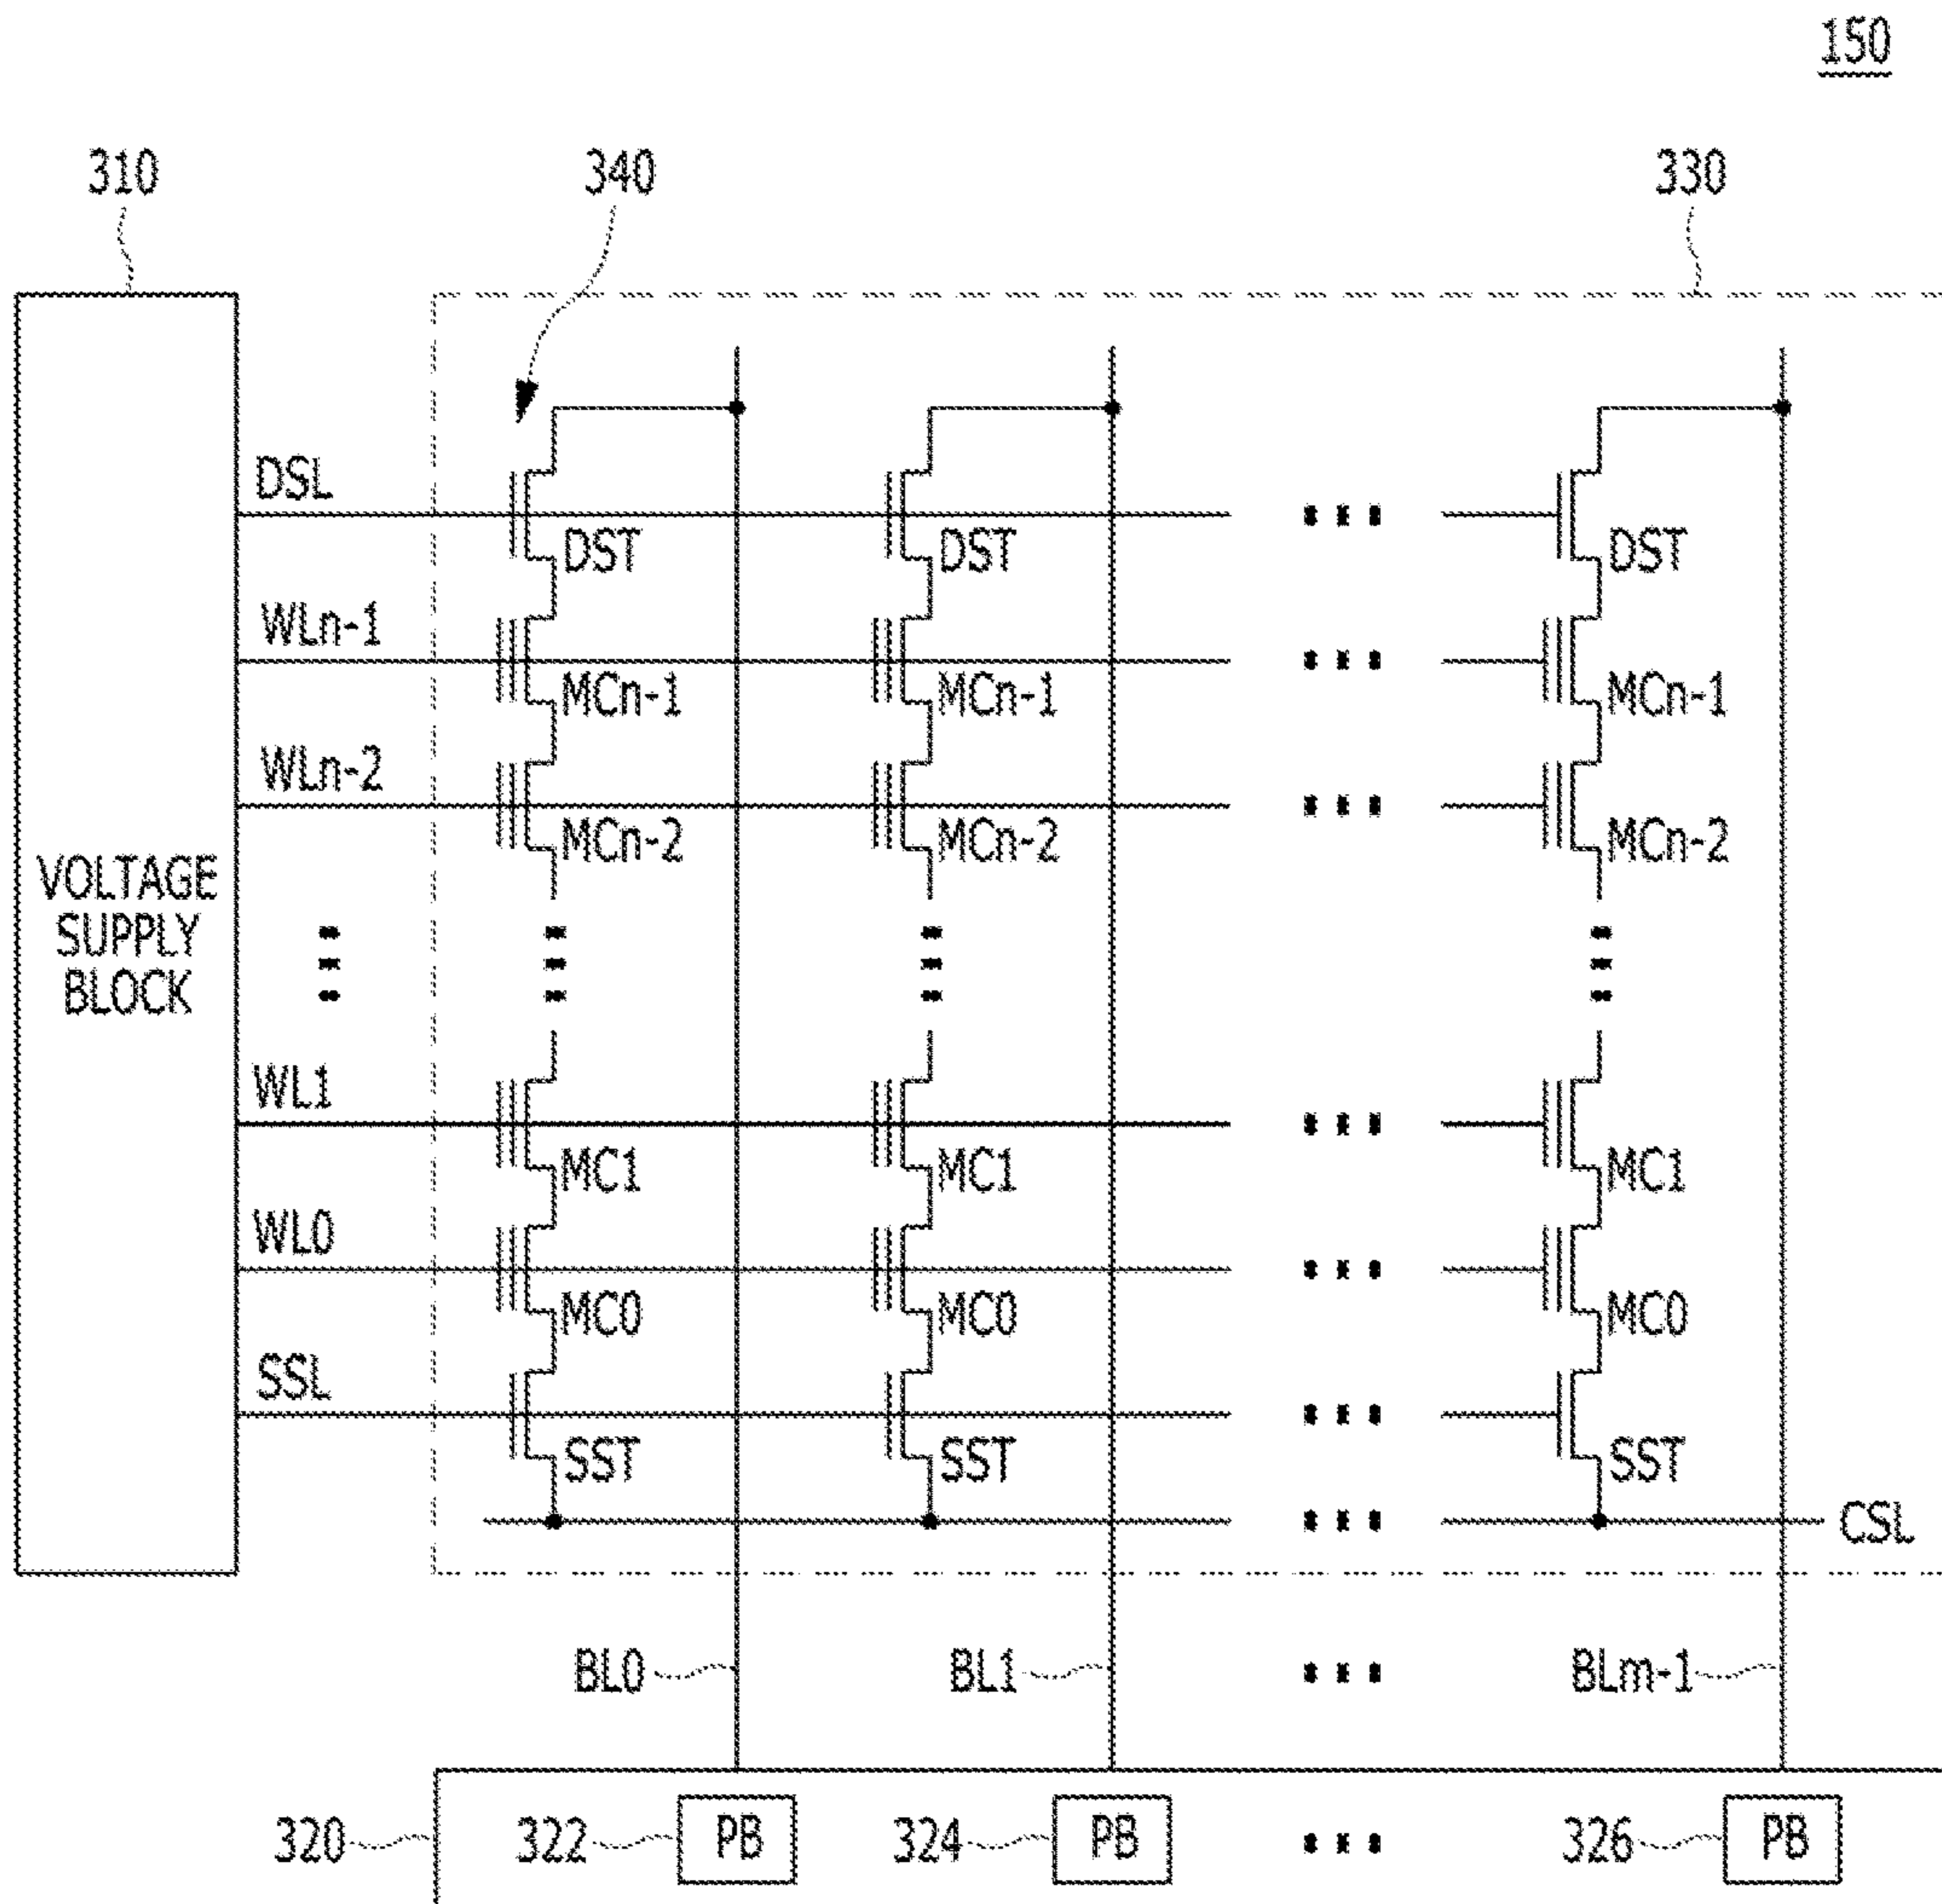 150
310
340
330
DSL
DST DST DST
WLn-1
MCn-1 MCn-1 MCn-1
WLn-2
MCn-2 MCn-2 MCn-2
VOLTAGE
SUPPLY
BLOCK
WL1
MC1 MC1 MC1
WL0
MC0 MC0 MC0
SSL
SST SST SST
CSL
BL0 BL1 BLm-1
320 322 PB 324 PB 326 PB